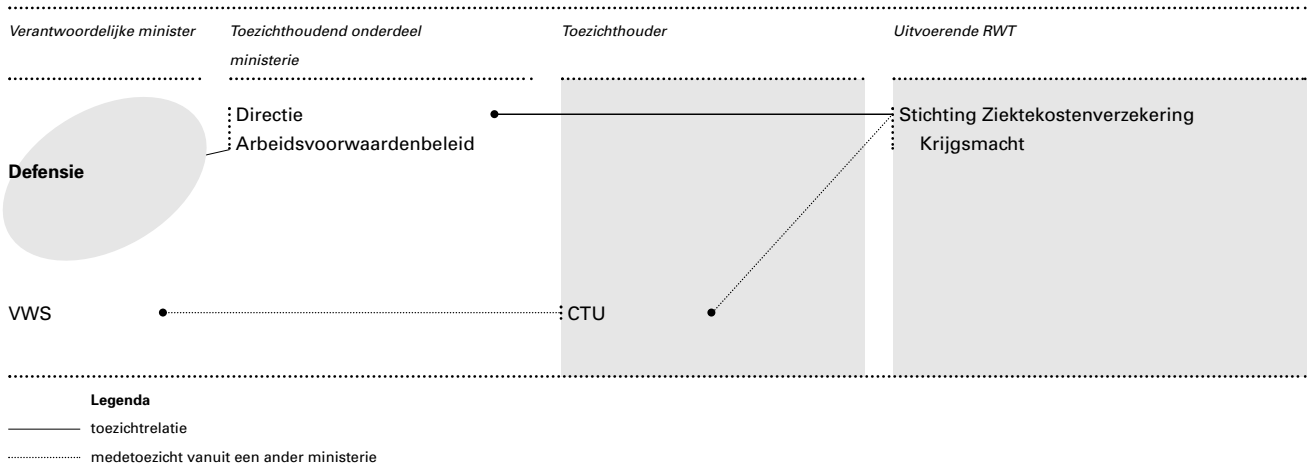 Verantwoordelijke minister
Toezichthoudend onderdeel
ministerie
Toezichthouder
Uitvoerende RWT
Directie
Arbeidsvoorwaardenbeleid
Stichting Ziektekostenverzekering
Krijgsmacht
Defensie
VWS
CTU
Legenda
toezichtrelatie
medetoezicht vanuit een ander ministerie